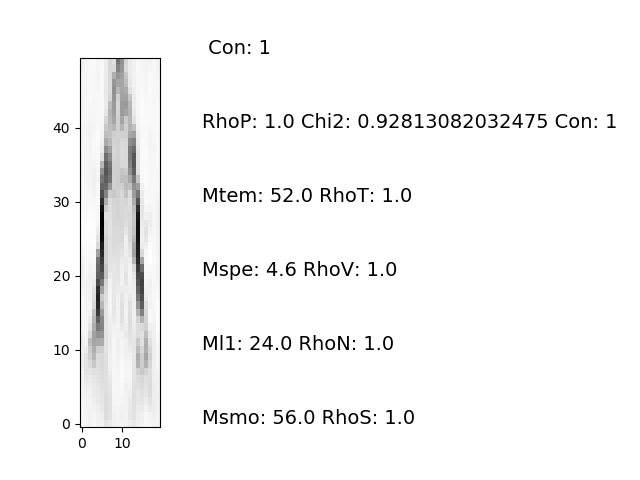 Con: 1
RhoP: 1.0 Chi2: 0.92813082032475 Con: 1
Mtem: 52.0 RhoT: 1.0
Mspe: 4.6 RhoV: 1.0
Ml1: 24.0 RhoN: 1.0
Msmo: 56.0 RhoS: 1.0
40
30
20
10
0
0 10